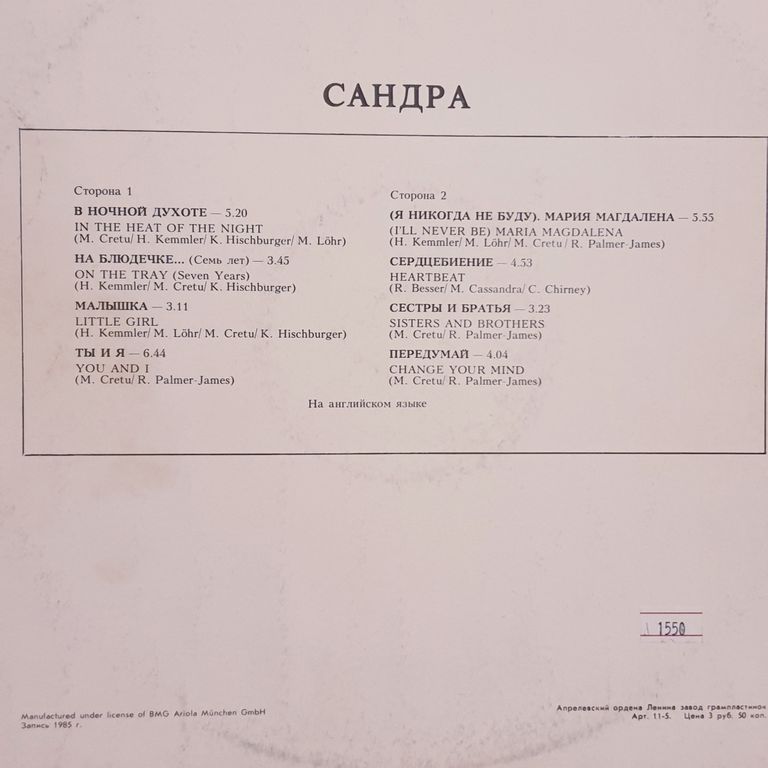 САНДРА
Сторона 1
В НОЧНОЙ ДУХОТЕ — 5.20
IN THE HEAT OF THE NIGHT
(M. Cretu/ H. Kemmler/ K. Hischburger/ M. Löhr)
НА БЛЮДЕЧКЕ... (Семь лет) — 3.45
ON THE TRAY (Seven Years)
(H. Kemmler/ M. Cretu/ K. Hischburger)
МАЛЫШКА — 3.11
LITTLE GIRL
(H. Kemmler/ M. Löhr/ M. Cretu/ K. Hischburger)
ТЫ И Я — 6.44
YOU AND I
(M. Cretu/ R. Palmer-James)
Сторона 2
(Я НИКОГДА НЕ БУДУ). МАРИЯ МАГДАЛЕНА — 5.55
(I'LL NEVER BE) MARIA MAGDALENA
(H. Kemmler/ M. Löhr/ M. Cretu / R. Palmer-James)
СЕРДЦЕБИЕНИЕ — 4.53
HEARTBEAT
(R. Besser/ M. Cassandra/ C. Chirney)
СЕСТРЫ И БРАТЬЯ — 3.23
SISTERS AND BROTHERS
(M. Cretu/ R. Palmer-James)
ПЕРЕДУМАЙ — 4.04
CHANGE YOUR MIND
(M. Cretu/ R. Palmer-James)
На английском языке
1550
Manufactured under license of BMG Ariola München GmbH
Запись 1985 г.
Апрелевский ордена Ленина завод грампластинок
Арт. 11-5. Цена 3 руб. 50 коп.